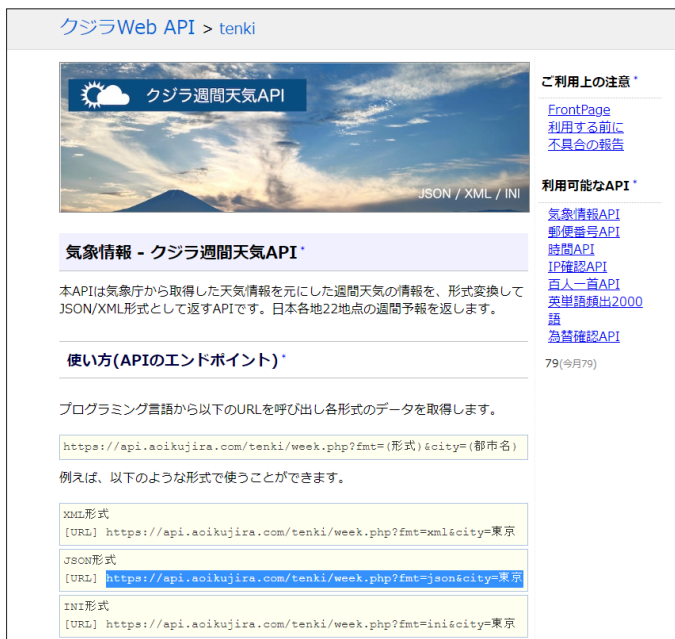 クジラWeb API > tenki
クジラ週間天気API
JSON / XML / INI
気象情報 - クジラ週間天気API *
本APIは気象庁から取得した天気情報を元にした週間天気の情報を、形式変換して
JSON/XML形式として返すAPIです。日本各地22地点の週間予報を返します。
使い方(APIのエンドポイント) *
プログラミング言語から以下のURLを呼び出し各形式のデータを取得します。
https://api.aoikujira.com/tenki/week.php?fmt=(形式)&city=(都市名)
例えば、以下のような形式で使うことができます。
XML形式
[URL] https://api.aoikujira.com/tenki/week.php?fmt=xml&city=東京
JSON形式
[URL] https://api.aoikujira.com/tenki/week.php?fmt=json&city=東京
INI形式
[URL] https://api.aoikujira.com/tenki/week.php?fmt=ini&city=東京
ご利用上の注意 *
FrontPage
利用する前に
不具合の報告
利用可能なAPI *
気象情報API
郵便番号API
時間API
IP確認API
百人一首API
英単語頻出2000
語
為替確認API
79(今月79)